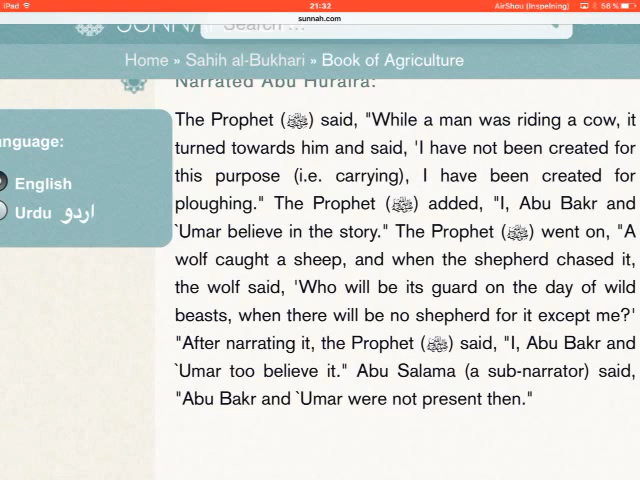 iPad 21:32 AirShou (Inspelning) 56 %
sunnah.com
Search ...
Home » Sahih al-Bukhari » Book of Agriculture
Narrated Abu Huraira:
The Prophet (ﷺ) said, "While a man was riding a cow, it
turned towards him and said, 'I have not been created for
this purpose (i.e. carrying), I have been created for
ploughing." The Prophet (ﷺ) added, "I, Abu Bakr and
`Umar believe in the story." The Prophet (ﷺ) went on, "A
wolf caught a sheep, and when the shepherd chased it,
the wolf said, 'Who will be its guard on the day of wild
beasts, when there will be no shepherd for it except me?'
"After narrating it, the Prophet (ﷺ) said, "I, Abu Bakr and
`Umar too believe it." Abu Salama (a sub-narrator) said,
"Abu Bakr and `Umar were not present then."
anguage:
English
Urdu اردو